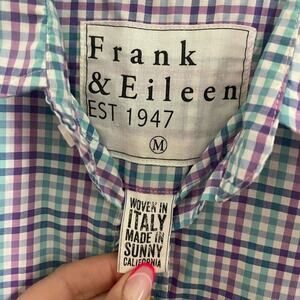 Frank
& Eileen
EST 1947
M
WOVEN IN
ITALY
MADE IN
SUNNY
CALIFORNIA